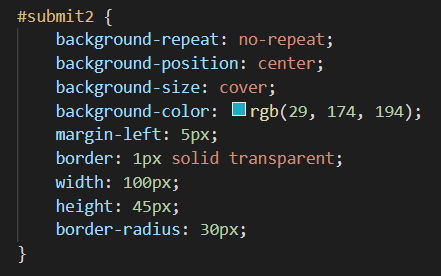 #submit2 {
background-repeat: no-repeat;
background-position: center;
background-size: cover;
background-color: rgb(29, 174, 194);
margin-left: 5px;
border: 1px solid transparent;
width: 100px;
height: 45px;
border-radius: 30px;
}